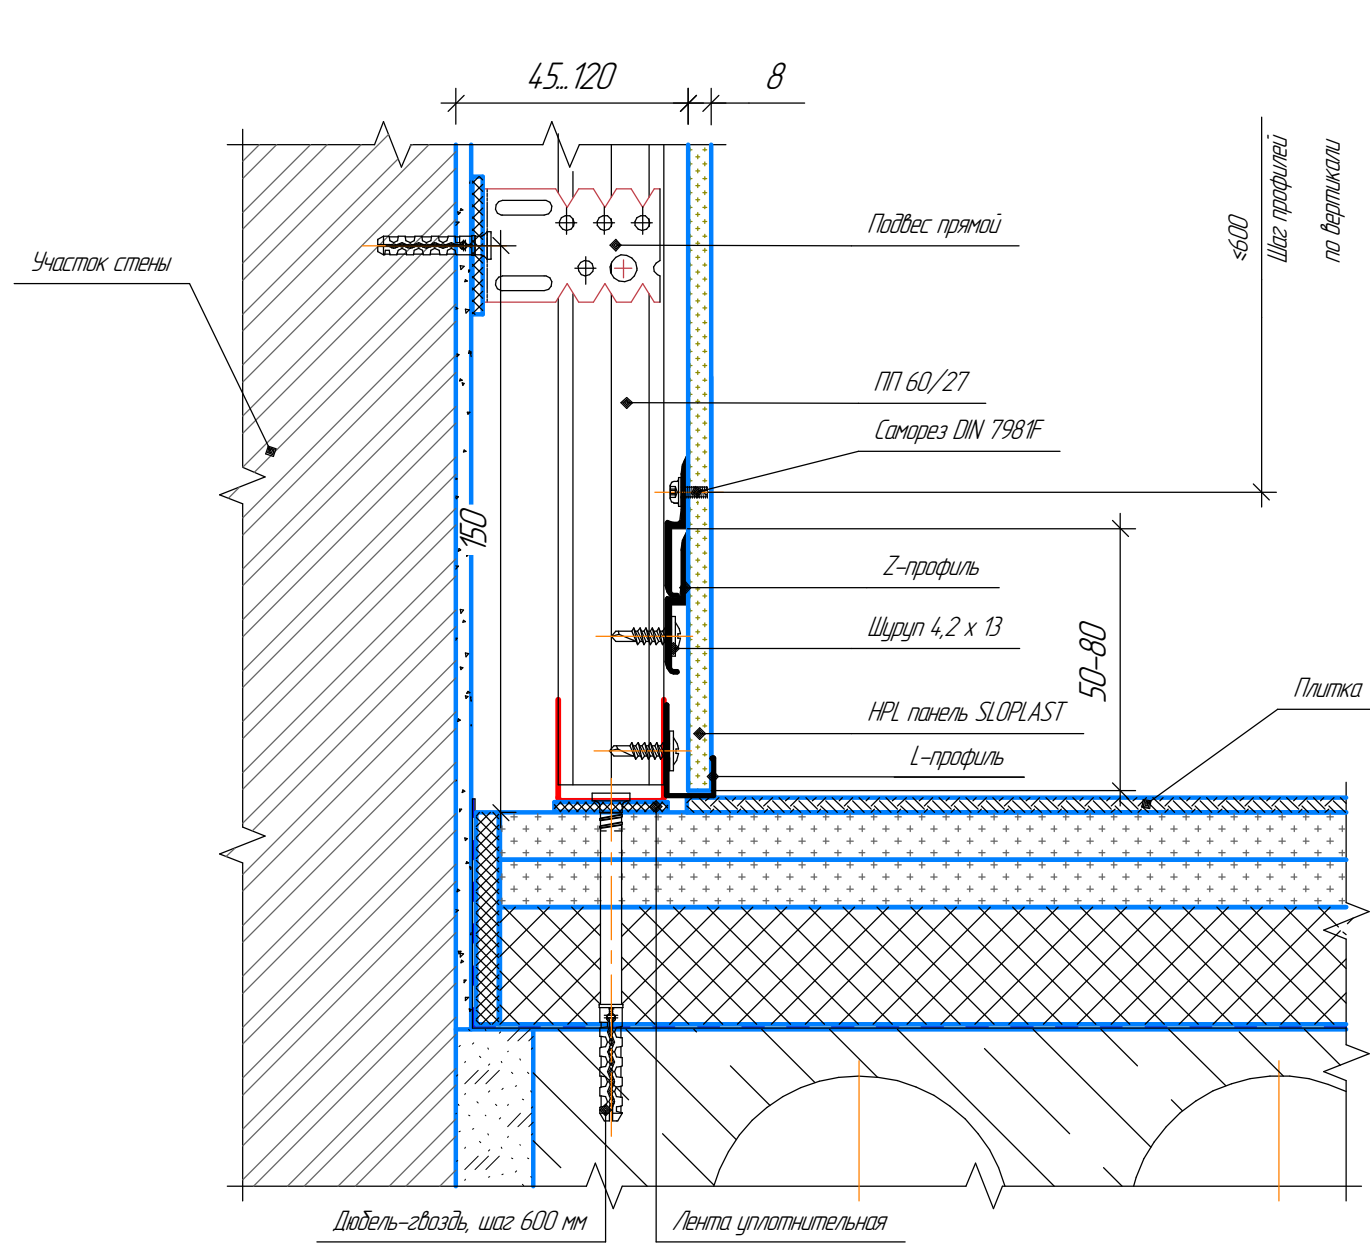 45...120
8
≤600
Шаг профилей
по вертикали
Подвес прямой
Участок стены
ПП 60/27
Саморез DIN 7981F
150
Z-профиль
Шуруп 4,2 х 13
50-80
Плитка
HPL панель SLOPLAST
L-профиль
Дюбель-гвоздь, шаг 600 мм
Лента уплотнительная